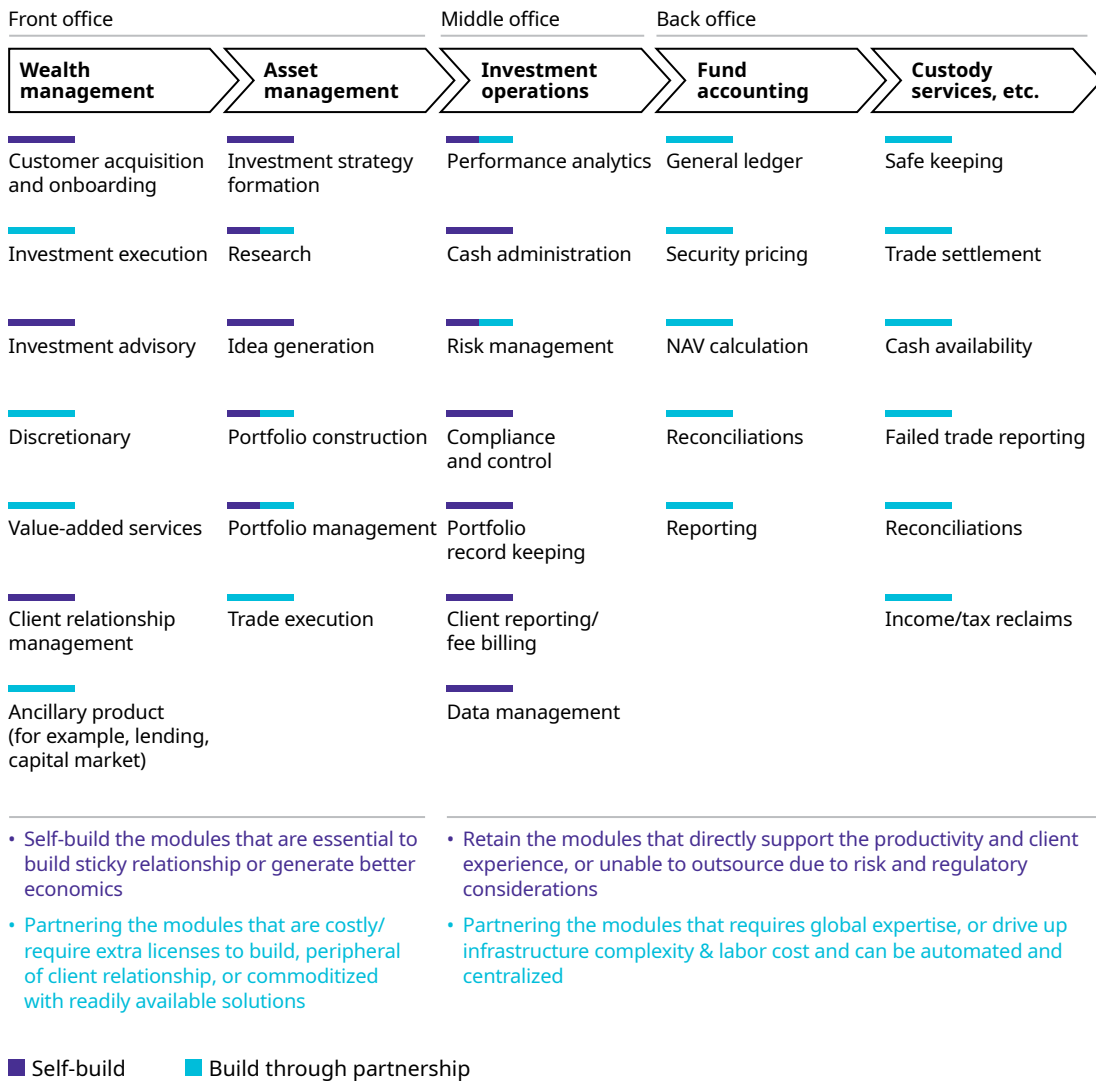 Front office
Middle office
Back office
Wealth
management
Asset
management
Investment
operations
Fund
accounting
Custody
services, etc.
Customer acquisition
and onboarding
Investment execution
Investment advisory
Discretionary
Value-added services
Client relationship
management
Ancillary product
(for example, lending,
capital market)
Investment strategy
formation
Research
Idea generation
Portfolio construction
Portfolio management
Trade execution
Performance analytics
Cash administration
Risk management
Compliance
and control
Portfolio
record keeping
Client reporting/
fee billing
Data management
General ledger
Security pricing
NAV calculation
Reconciliations
Reporting
Safe keeping
Trade settlement
Cash availability
Failed trade reporting
Reconciliations
Income/tax reclaims
• Self-build the modules that are essential to
build sticky relationship or generate better
economics
• Partnering the modules that are costly/
require extra licenses to build, peripheral
of client relationship, or commoditized
with readily available solutions
• Retain the modules that directly support the productivity and client
experience, or unable to outsource due to risk and regulatory
considerations
• Partnering the modules that requires global expertise, or drive up
infrastructure complexity & labor cost and can be automated and
centralized
Self-build
Build through partnership